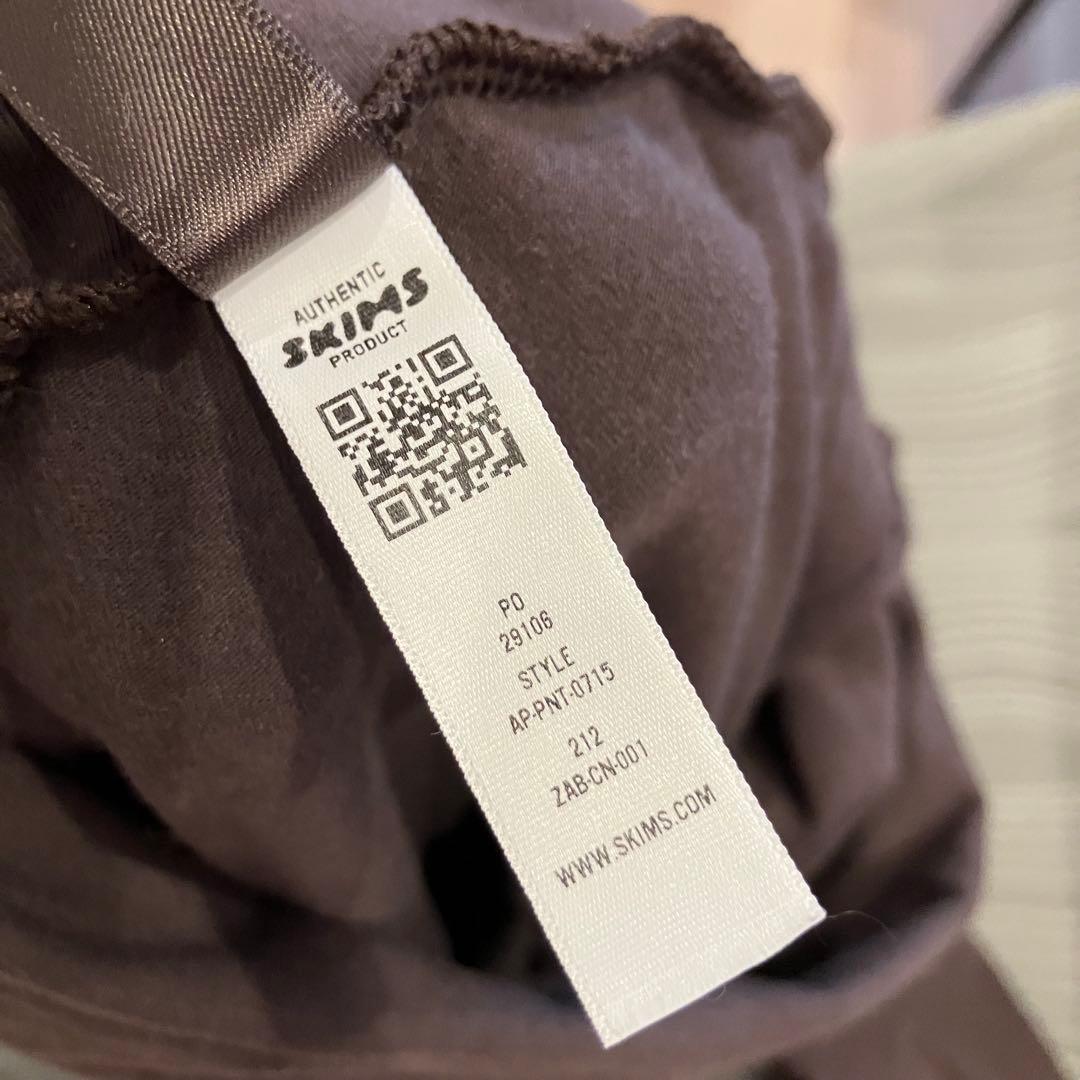 AUTHENTIC
SKIMS
PRODUCT
PO
29106
STYLE
AP-PNT-0715
212
ZAB-CN-001
WWW.SKIMS.COM